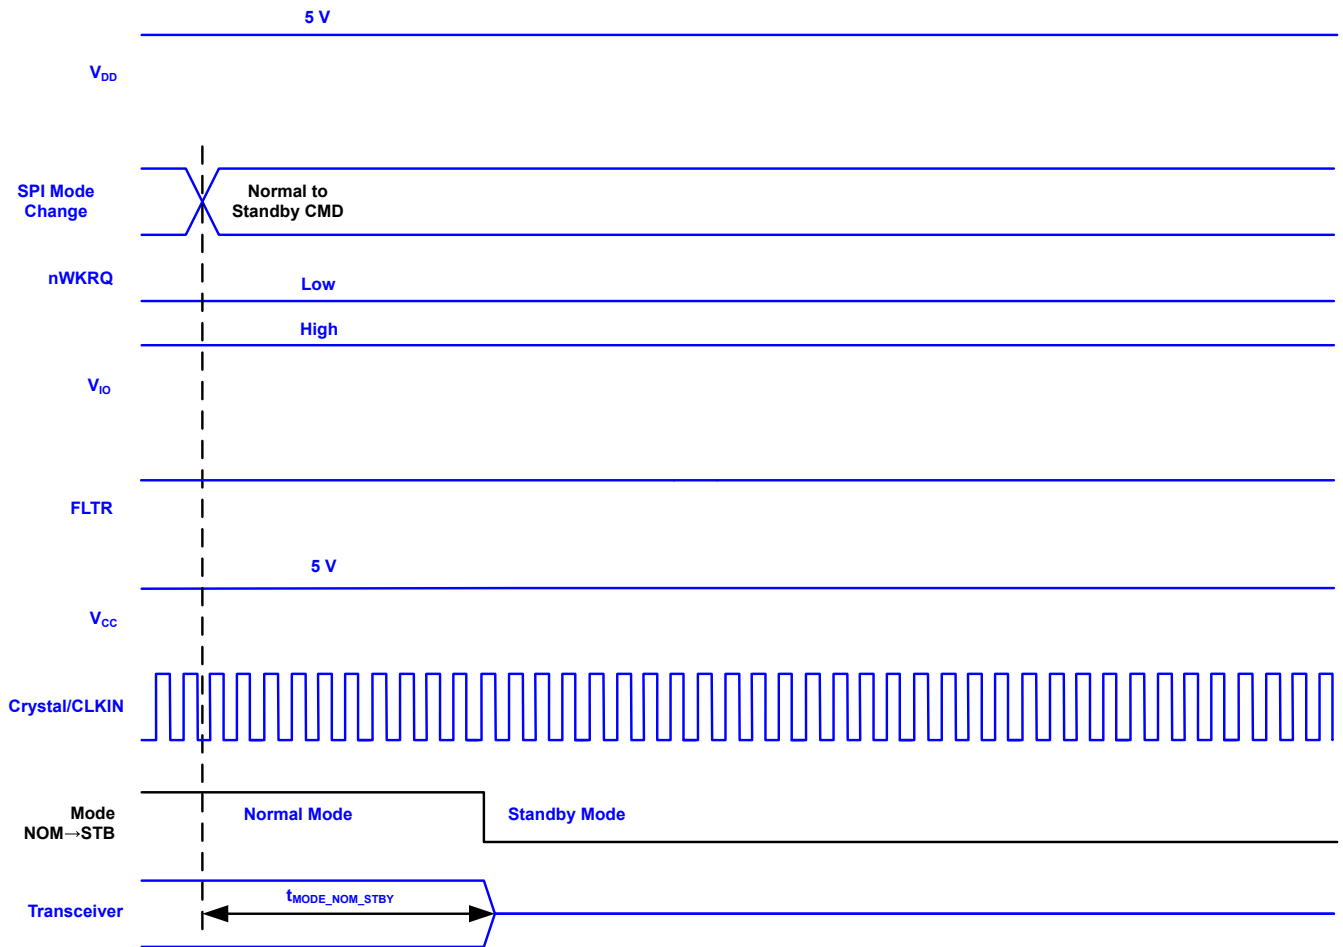 5 V
VDD
SPI Mode
Change
Normal to
Standby CMD
nWKRQ
Low
High
VIO
FLTR
5 V
VCC
Crystal/CLKIN
Mode
NOM→STB
Normal Mode
Standby Mode
Transceiver
tMODE_NOM_STBY